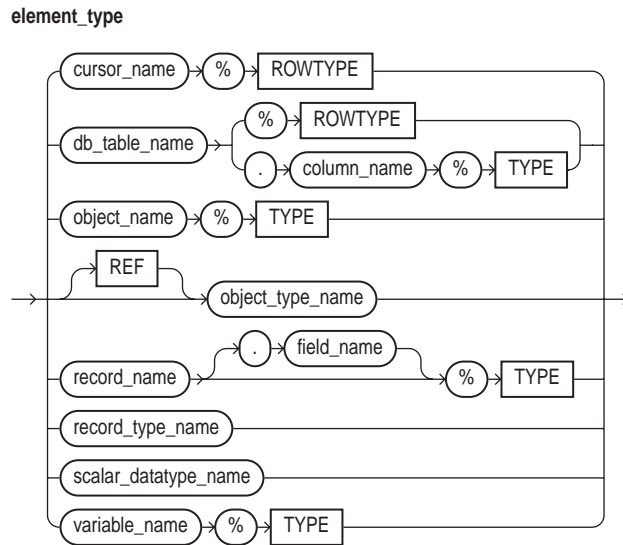 element_type
cursor_name % ROWTYPE
% ROWTYPE
db_table_name
. column_name % TYPE
object_name % TYPE
REF
object_type_name
. field_name
record_name % TYPE
record_type_name
scalar_datatype_name
variable_name % TYPE